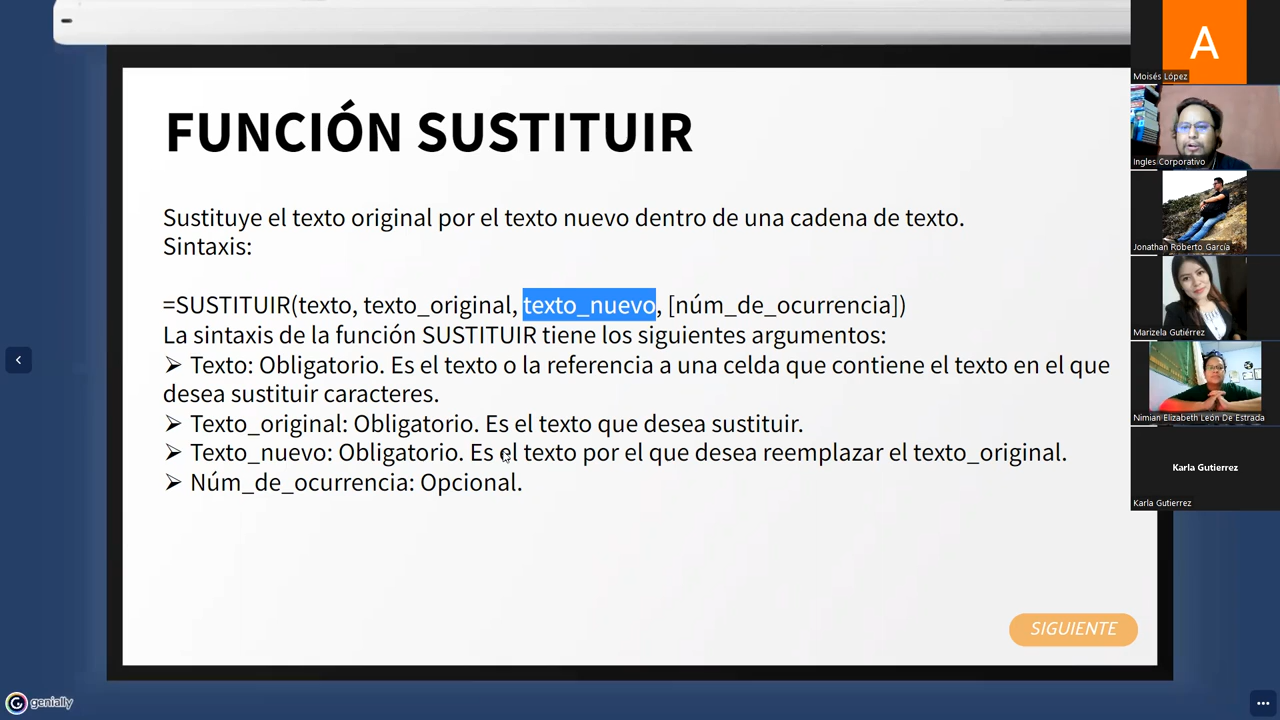 FUNCIÓN SUSTITUIR
Sustituye el texto original por el texto nuevo dentro de una cadena de texto.
Sintaxis:
=SUSTITUIR(texto, texto_original, texto_nuevo, [núm_de_ocurrencia])
La sintaxis de la función SUSTITUIR tiene los siguientes argumentos:
➢ Texto: Obligatorio. Es el texto o la referencia a una celda que contiene el texto en el que
desea sustituir caracteres.
➢ Texto_original: Obligatorio. Es el texto que desea sustituir.
➢ Texto_nuevo: Obligatorio. Es el texto por el que desea reemplazar el texto_original.
➢ Núm_de_ocurrencia: Opcional.
SIGUIENTE
genially
A
Moisés López
Ingles Corporativo
Jonathan Roberto García
Marizela Gutiérrez
Nimian Elizabeth León De Estrada
Karla Gutierrez
Karla Gutierrez